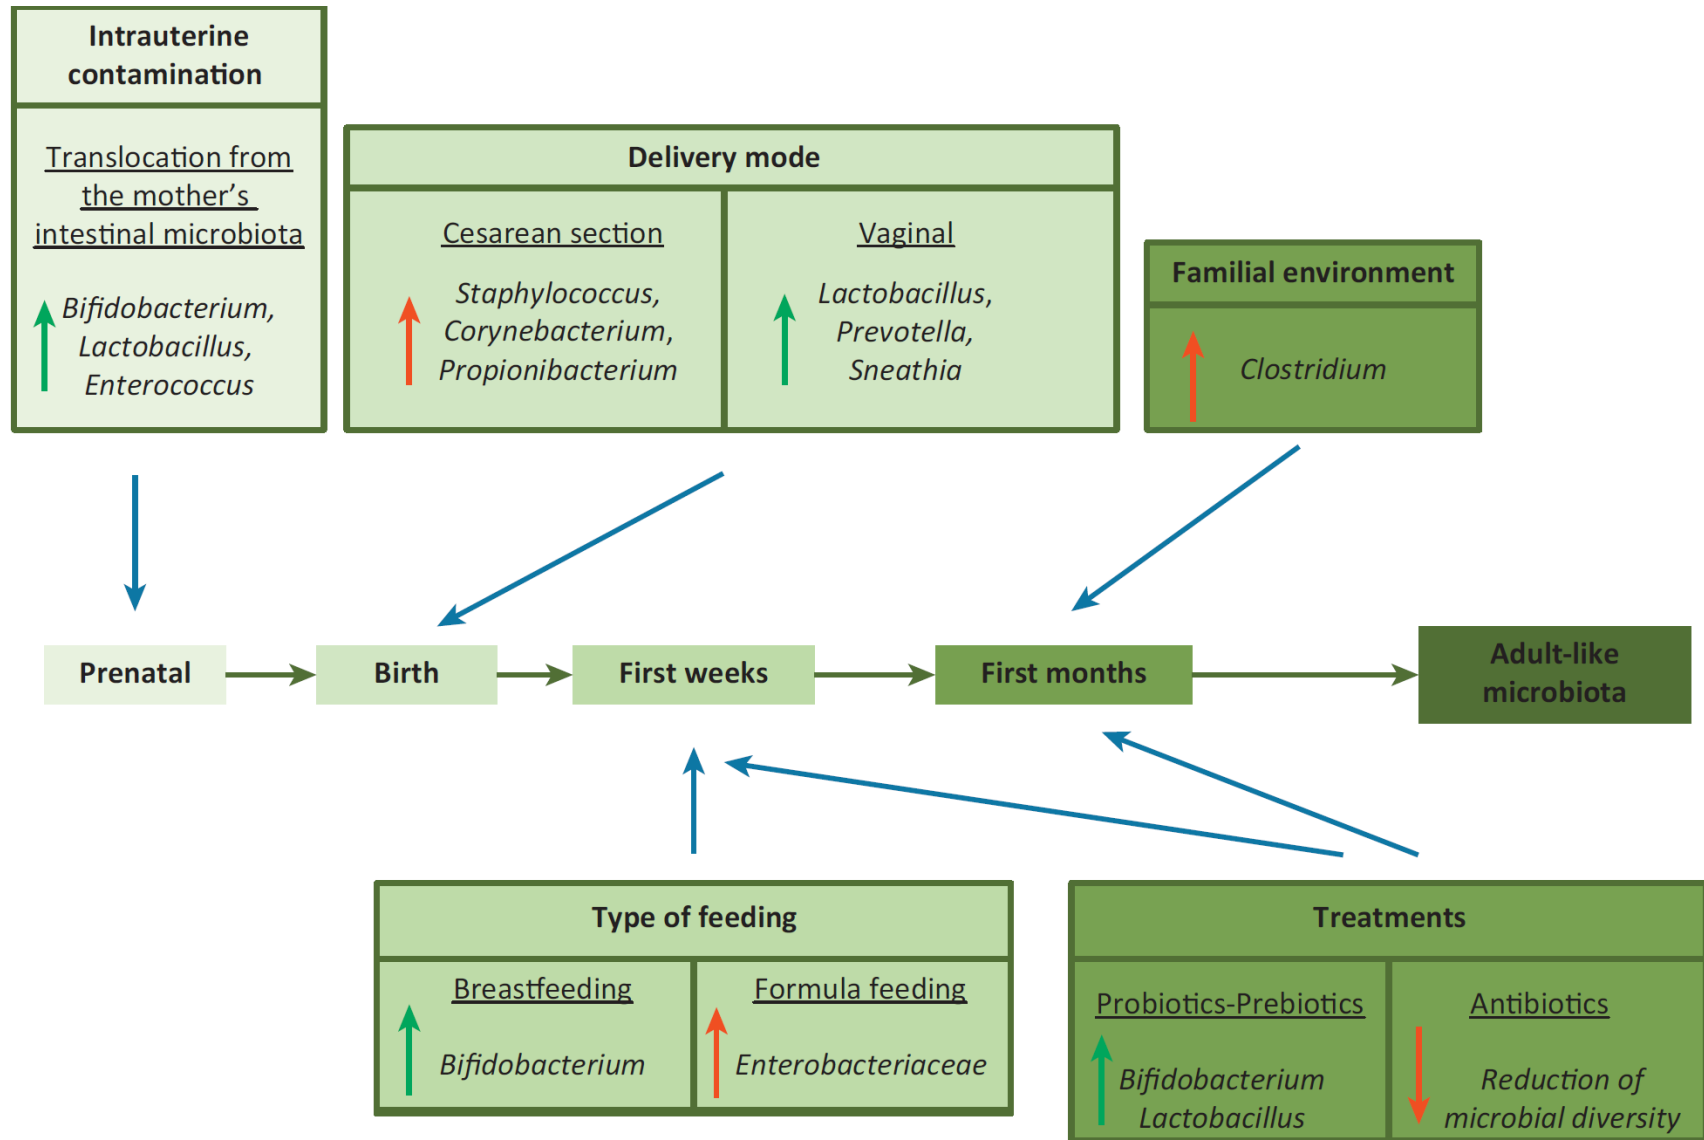 Intrauterine
contamination
Translocation from
the mother’s
intestinal microbiota
Bifidobacterium,
Lactobacillus,
Enterococcus
Delivery mode
Cesarean section
Staphylococcus,
Corynebacterium,
Propionibacterium
Vaginal
Lactobacillus,
Prevotella,
Sneathia
Familial environment
Clostridium
Prenatal
Birth
First weeks
First months
Adult-like
microbiota
Type of feeding
Breastfeeding
Bifidobacterium
Formula feeding
Enterobacteriaceae
Treatments
Probiotics-Prebiotics
Bifidobacterium
Lactobacillus
Antibiotics
Reduction of
microbial diversity